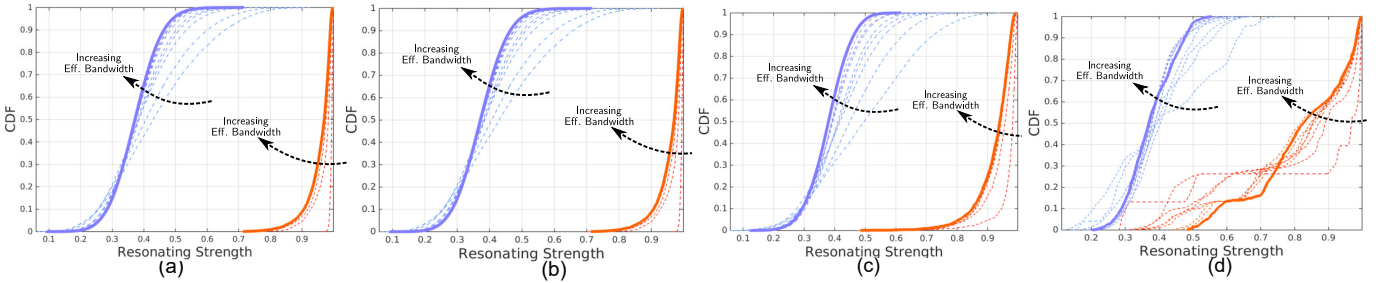 1
0.9
0.8
0.7
0.6
0.5
0.4
0.3
0.2
0.1
0
CDF
Increasing
Eff. Bandwidth
Increasing
Eff. Bandwidth
0.1 0.2 0.3 0.4 0.5 0.6 0.7 0.8 0.9
Resonating Strength
(a)
1
0.9
0.8
0.7
0.6
0.5
0.4
0.3
0.2
0.1
0
CDF
Increasing
Eff. Bandwidth
Increasing
Eff. Bandwidth
0.1 0.2 0.3 0.4 0.5 0.6 0.7 0.8 0.9
Resonating Strength
(b)
1
0.9
0.8
0.7
0.6
0.5
0.4
0.3
0.2
0.1
0
CDF
Increasing
Eff. Bandwidth
Increasing
Eff. Bandwidth
0.1 0.2 0.3 0.4 0.5 0.6 0.7 0.8 0.9
Resonating Strength
(c)
1
0.9
0.8
0.7
0.6
0.5
0.4
0.3
0.2
0.1
0
CDF
Increasing
Eff. Bandwidth
Increasing
Eff. Bandwidth
0.2 0.3 0.4 0.5 0.6 0.7 0.8 0.9
Resonating Strength
(d)